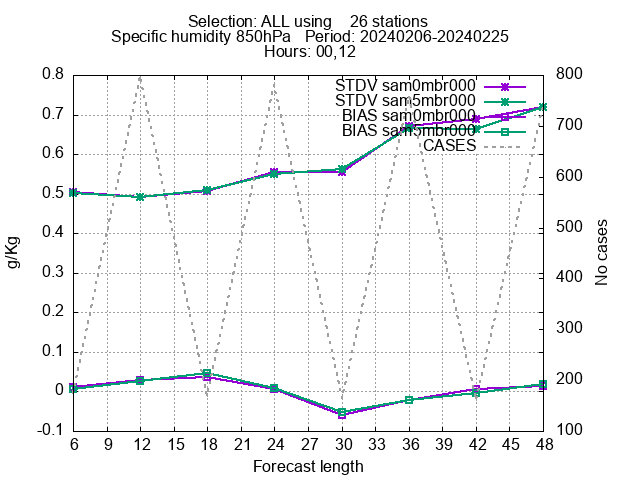 Selection: ALL using    26 stations
Specific humidity 850hPa   Period: 20240206-20240225
Hours: 00,12
STDV sam0mbr000
STDV sam5mbr000
BIAS sam0mbr000
BIAS sam5mbr000
CASES
0.8
0.7
0.6
0.5
0.4
0.3
0.2
0.1
0
-0.1
g/Kg
800
700
600
500
400
300
200
100
No cases
6 9 12 15 18 21 24 27 30 33 36 39 42 45 48
Forecast length